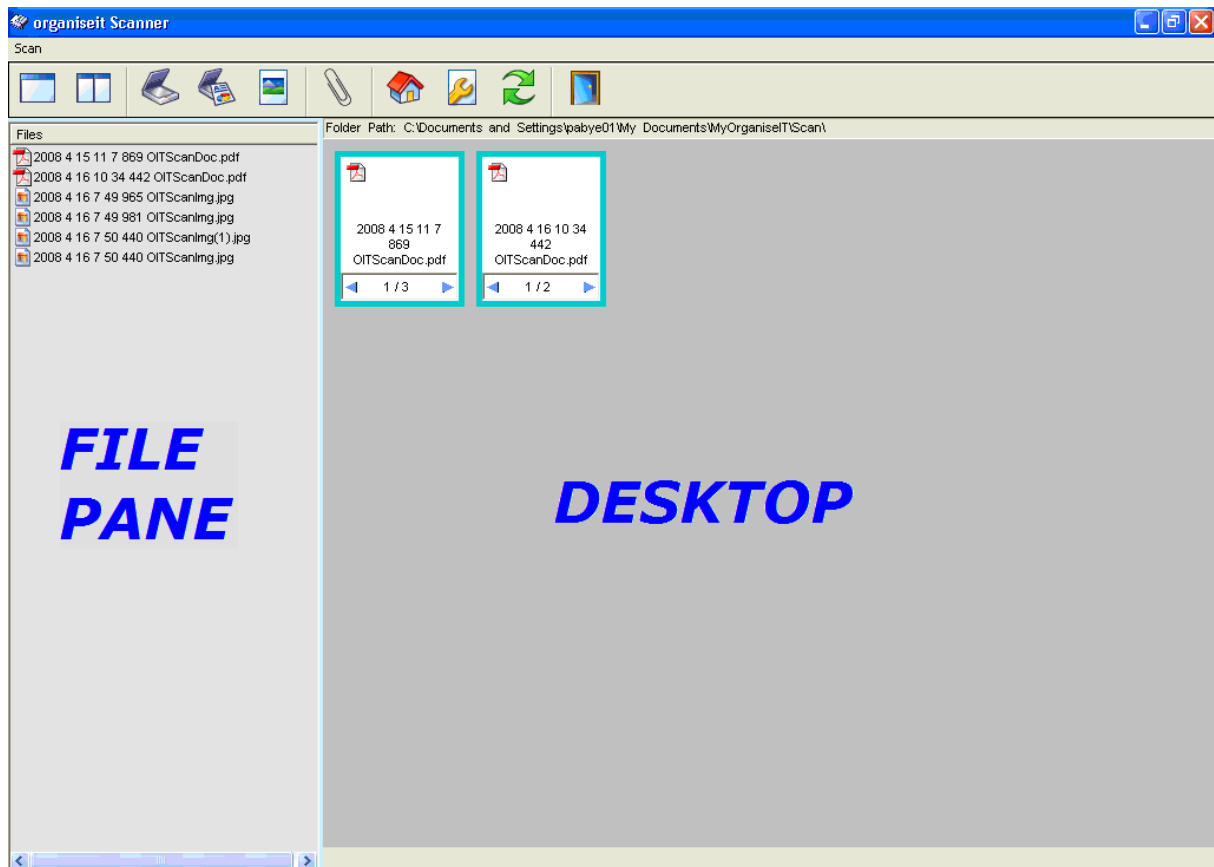 organiseit Scanner
Scan
Files
2008 4 15 11 7 869 OITScanDoc.pdf
2008 4 16 10 34 442 OITScanDoc.pdf
2008 4 16 7 49 965 OITScanImg.jpg
2008 4 16 7 49 981 OITScanImg.jpg
2008 4 16 7 50 440 OITScanImg(1).jpg
2008 4 16 7 50 440 OITScanImg.jpg
FILE
PANE
Folder Path: C:\Documents and Settings\pabye01\My Documents\MyOrganiseIT\Scan\
2008 4 15 11 7
869
OITScanDoc.pdf
1 / 3
2008 4 16 10 34
442
OITScanDoc.pdf
1 / 2
DESKTOP